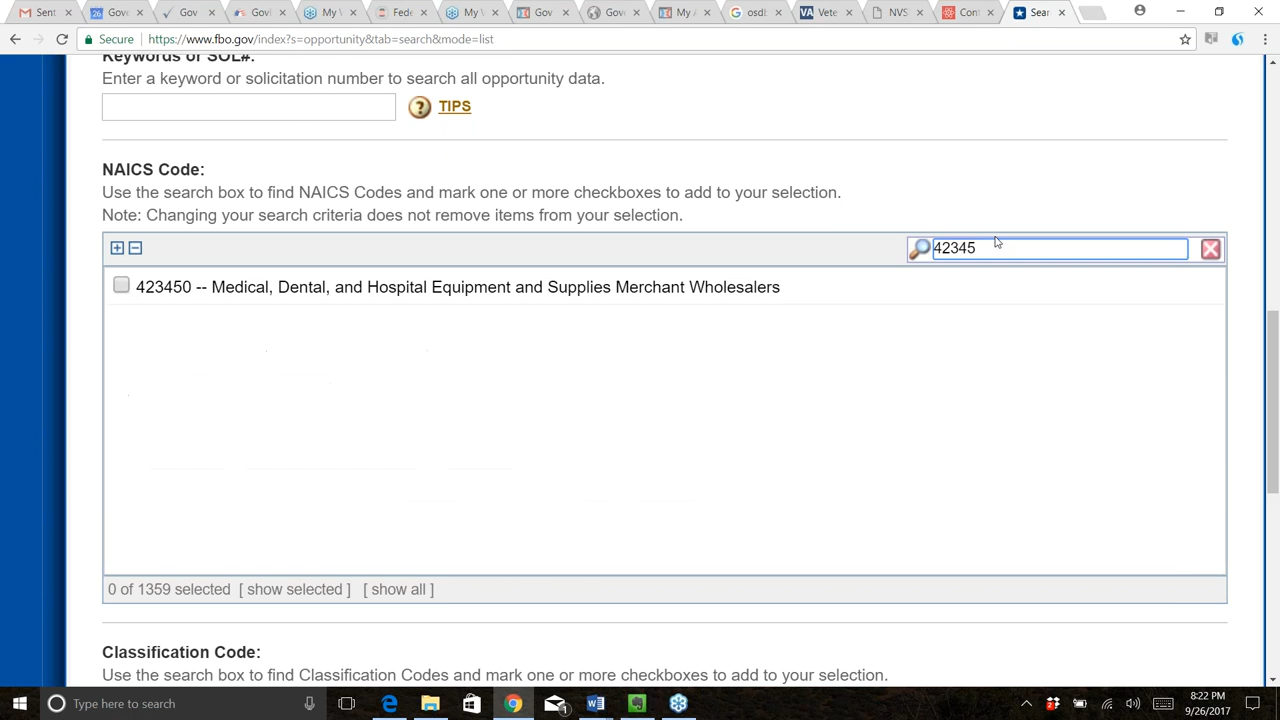 Sent
Gov
Gov
Govi
My V
Fede
My V
Gov
Gove
My A
osdb
Vete
NVS
Con
Sear
Secure https://www.fbo.gov/index?s=opportunity&tab=search&mode=list
Keywords or SOL#:
Enter a keyword or solicitation number to search all opportunity data.
TIPS
NAICS Code:
Use the search box to find NAICS Codes and mark one or more checkboxes to add to your selection.
Note: Changing your search criteria does not remove items from your selection.
42345
423450 -- Medical, Dental, and Hospital Equipment and Supplies Merchant Wholesalers
0 of 1359 selected [ show selected ] [ show all ]
Classification Code:
Use the search box to find Classification Codes and mark one or more checkboxes to add to your selection.
Type here to search
8:22 PM
9/26/2017